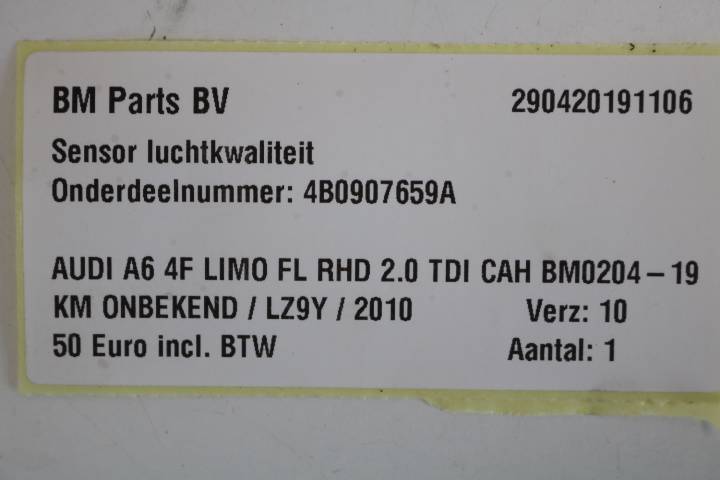 BM Parts BV 290420191106
Sensor luchtkwaliteit
Onderdeelnummer: 4B0907659A
AUDI A6 4F LIMO FL RHD 2.0 TDI CAH BM0204-19
KM ONBEKEND / LZ9Y / 2010 Verz: 10
50 Euro incl. BTW Aantal: 1